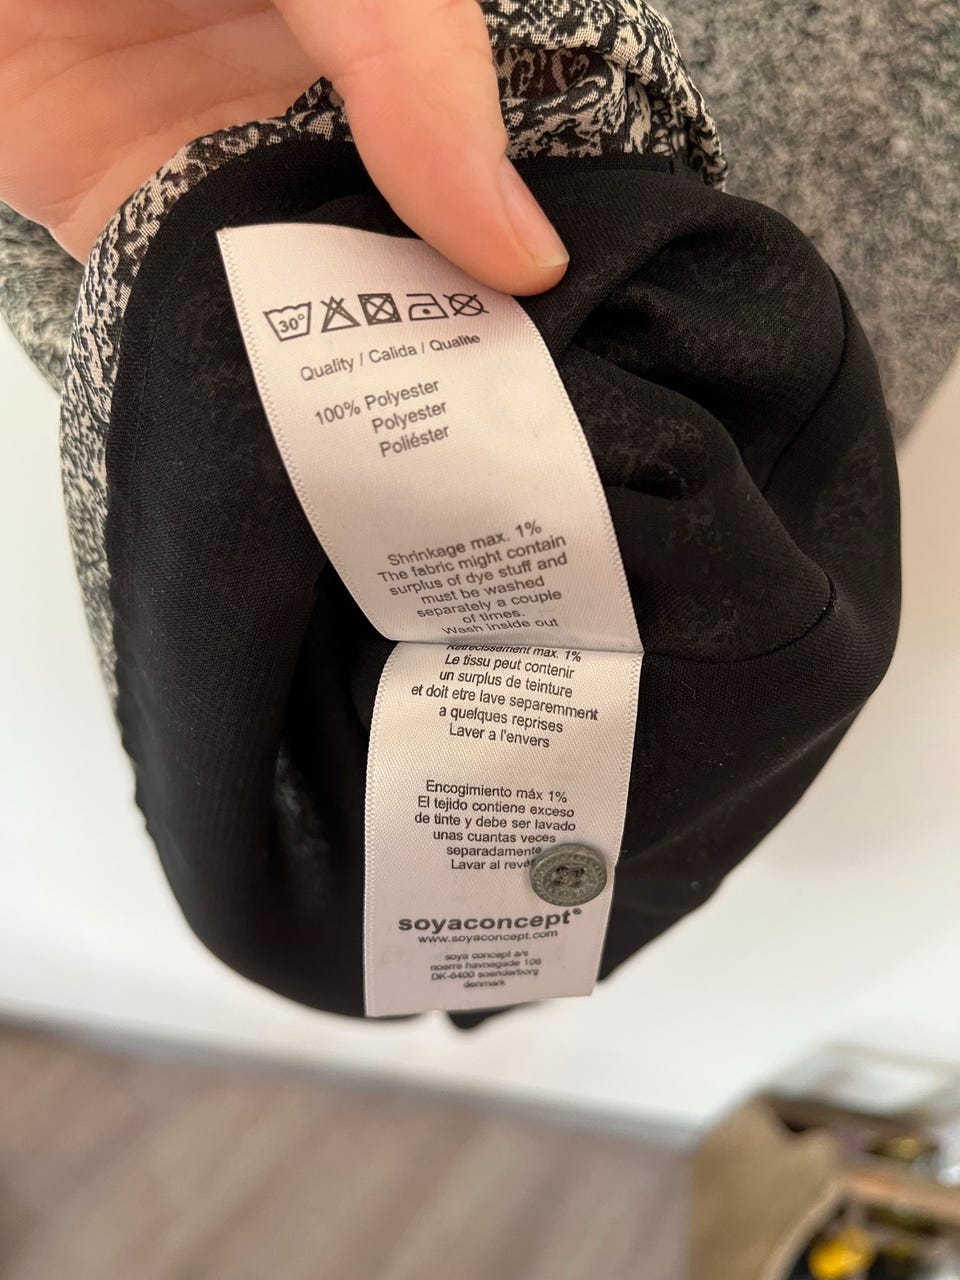 30°
Quality / Calida / Qualite
100% Polyester
Polyester
Poliéster
Shrinkage max. 1%
The fabric might contain
surplus of dye stuff and
must be washed
separately a couple
of times.
Wash inside out
Retrecissement max. 1%
Le tissu peut contenir
un surplus de teinture
et doit etre lave separemment
a quelques reprises
Laver a l'envers
Encogimiento máx 1%
El tejido contiene exceso
de tinte y debe ser lavado
unas cuantas veces
separadamente
Lavar al
soyaconcept®
www.soyaconcept.com
soya concept a/s
noerre havnegade 106
DK-6400 soenderborg
denmark